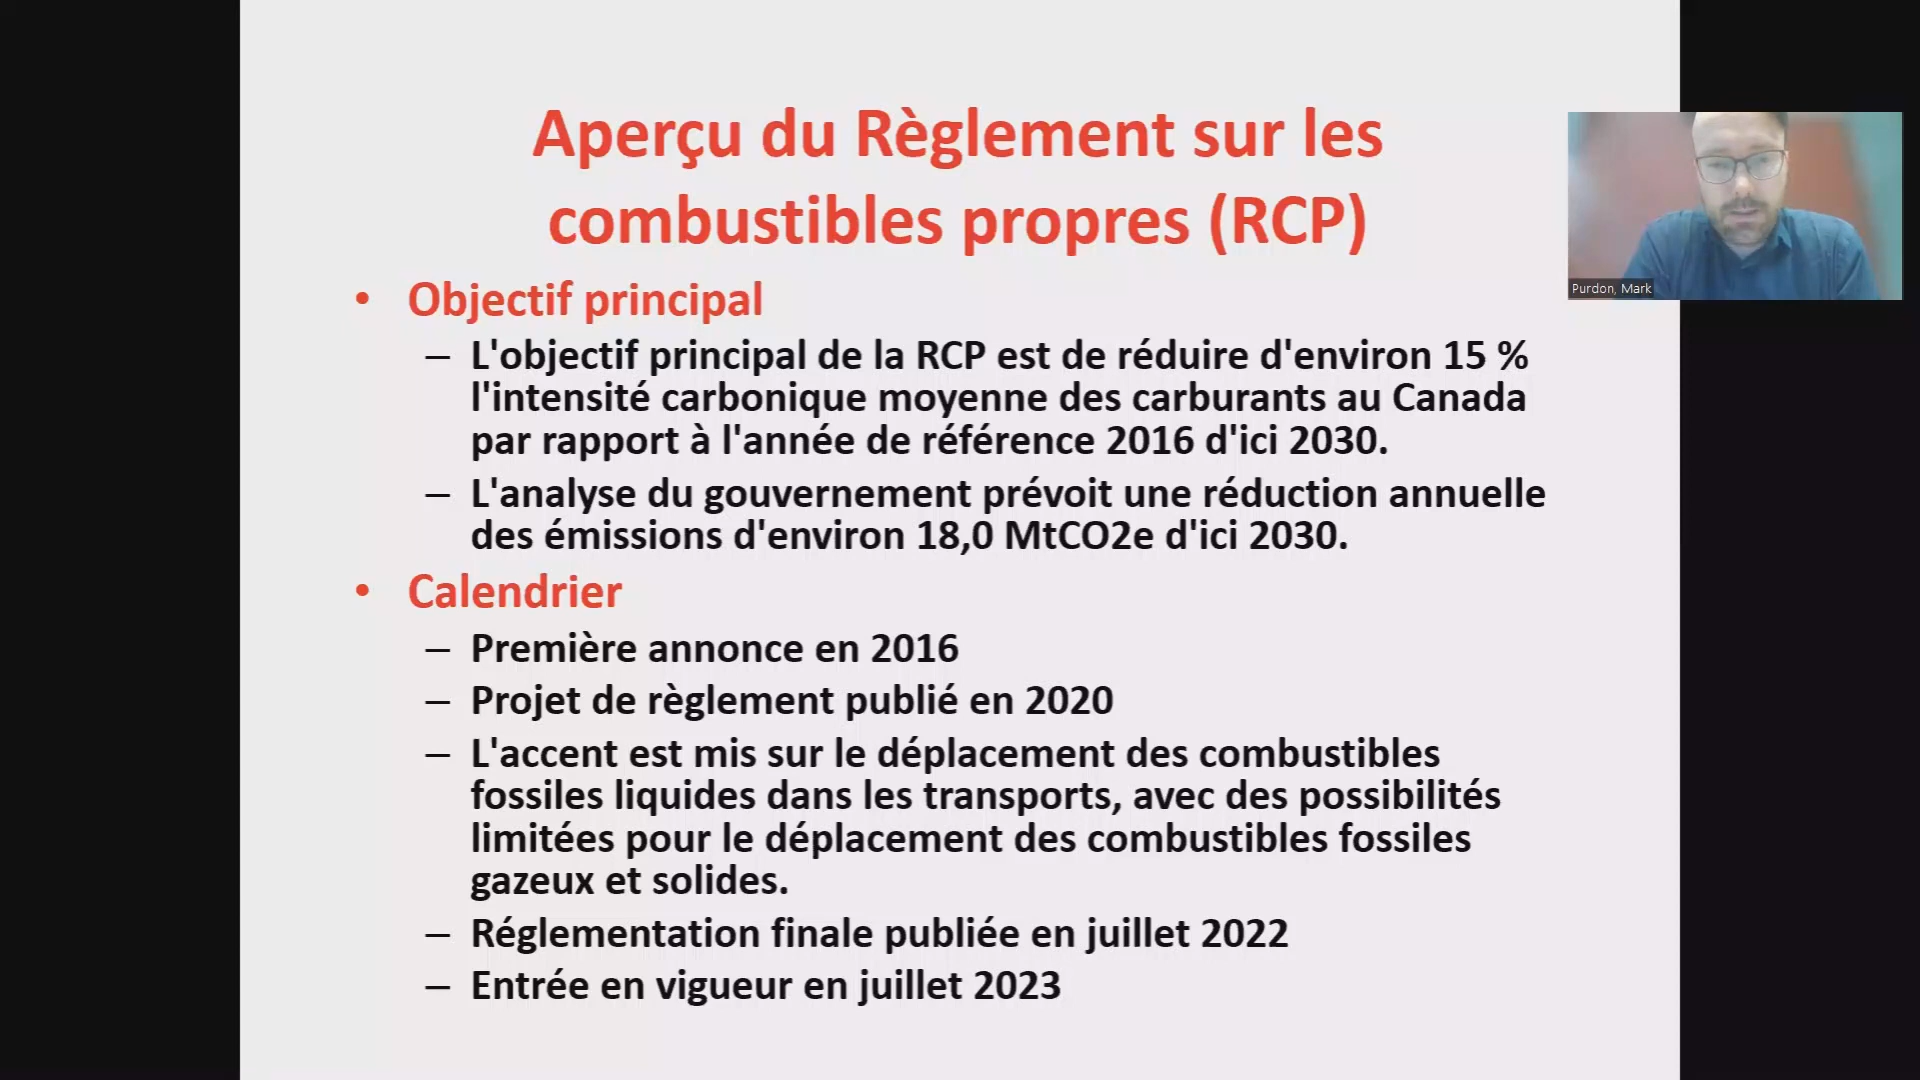 Aperçu du Règlement sur les
combustibles propres (RCP)
• Objectif principal
– L'objectif principal de la RCP est de réduire d'environ 15 %
l'intensité carbonique moyenne des carburants au Canada
par rapport à l'année de référence 2016 d'ici 2030.
– L'analyse du gouvernement prévoit une réduction annuelle
des émissions d'environ 18,0 MtCO2e d'ici 2030.
• Calendrier
– Première annonce en 2016
– Projet de règlement publié en 2020
– L'accent est mis sur le déplacement des combustibles
fossiles liquides dans les transports, avec des possibilités
limitées pour le déplacement des combustibles fossiles
gazeux et solides.
– Réglementation finale publiée en juillet 2022
– Entrée en vigueur en juillet 2023
Purdon, Mark